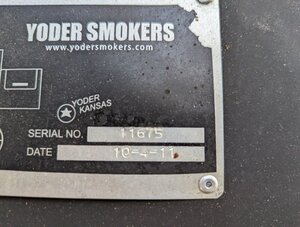 YODER SMOKERS
www.yodersmokers.com
YODER
KANSAS
SERIAL NO. 11675
DATE 10-4-11